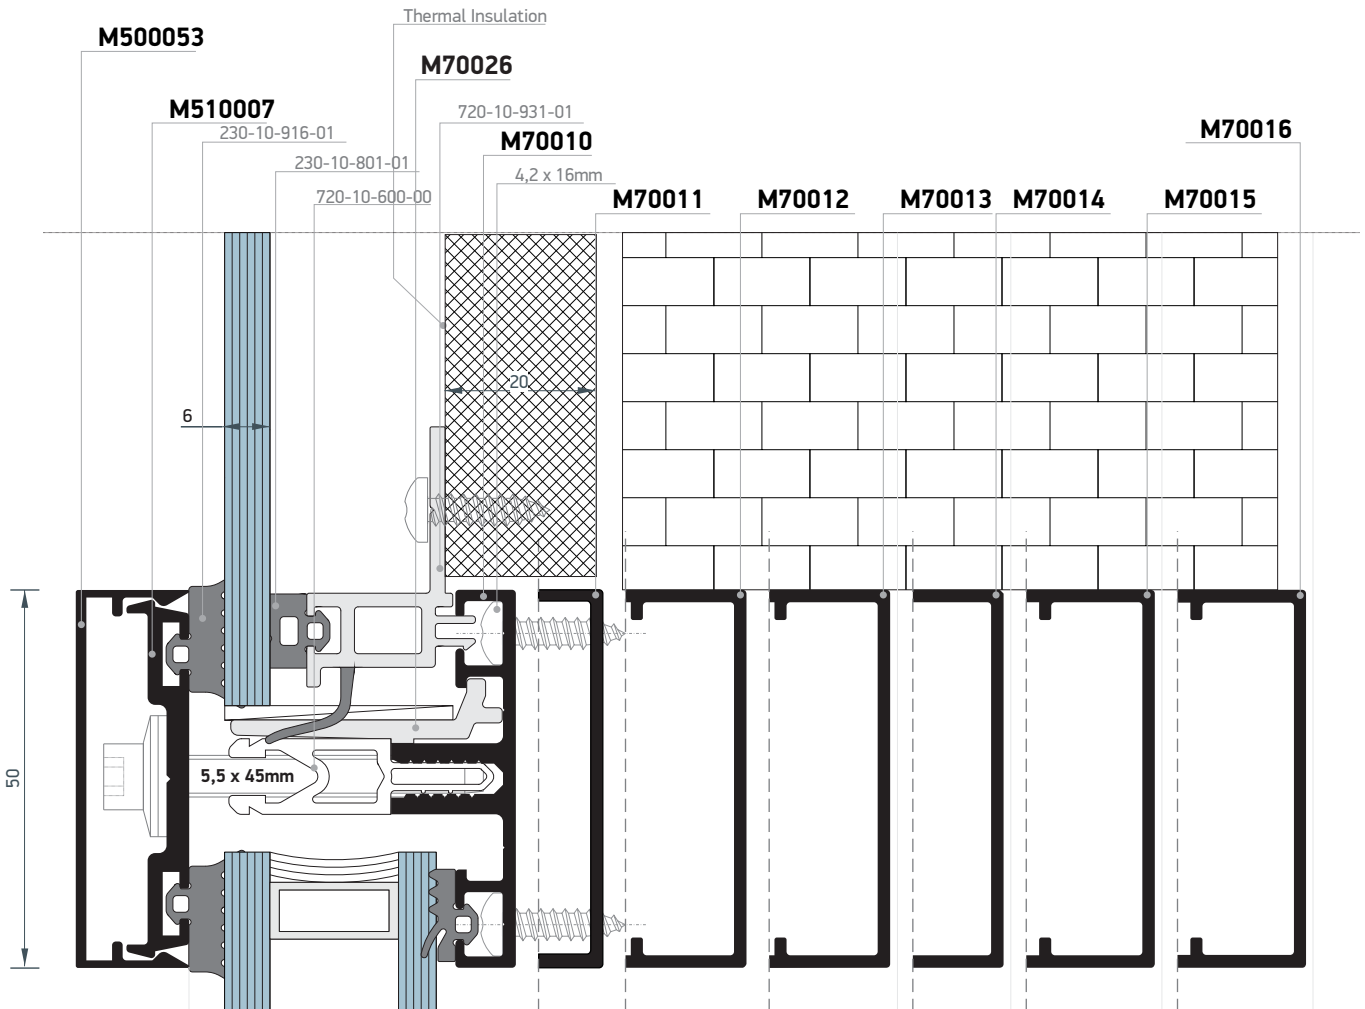 Thermal Insulation
M500053
M70026
M510007
720-10-931-01
230-10-916-01
M70010
M70016
230-10-801-01
4,2 x 16mm
720-10-600-00
M70011
M70012
M70013
M70014
M70015
20
6
5,5 x 45mm
50